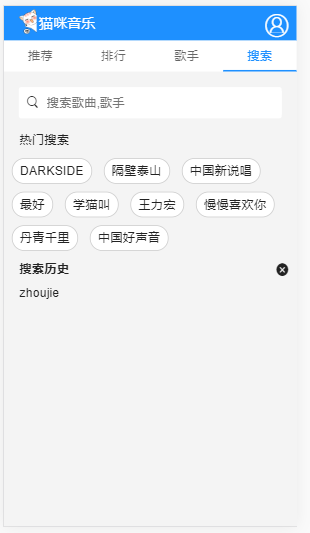 猫咪音乐
推荐 排行 歌手 搜索
搜索歌曲,歌手
热门搜索
DARKSIDE 隔壁泰山 中国新说唱
最好 学猫叫 王力宏 慢慢喜欢你
丹青千里 中国好声音
搜索历史
zhoujie